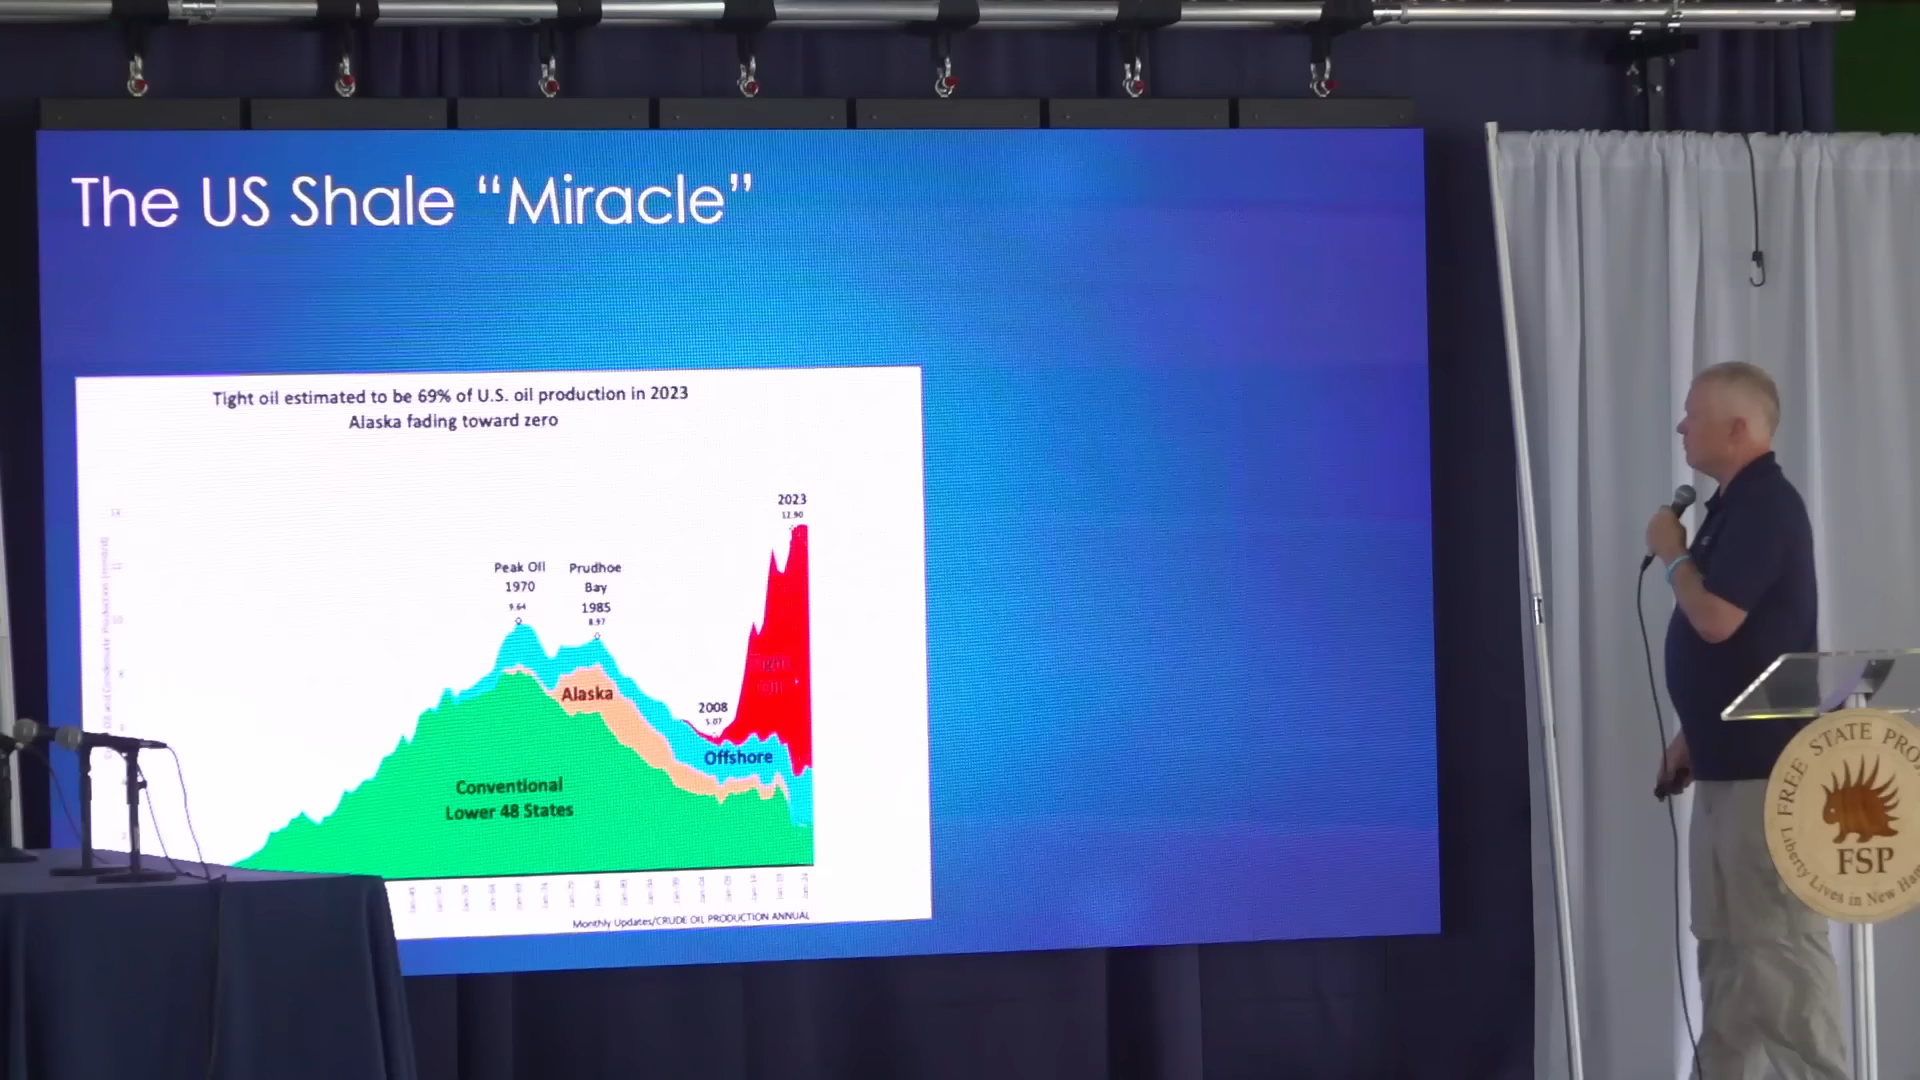 The US Shale “Miracle”
Tight oil estimated to be 69% of U.S. oil production in 2023
Alaska fading toward zero
2023
12.90
Peak Oil
1970
9.64
Prudhoe
Bay
1985
8.97
Alaska
2008
5.07
Offshore
Conventional
Lower 48 States
Monthly Updates/CRUDE OIL PRODUCTION ANNUAL
FREE STATE
FSP
Liberty Lives in New